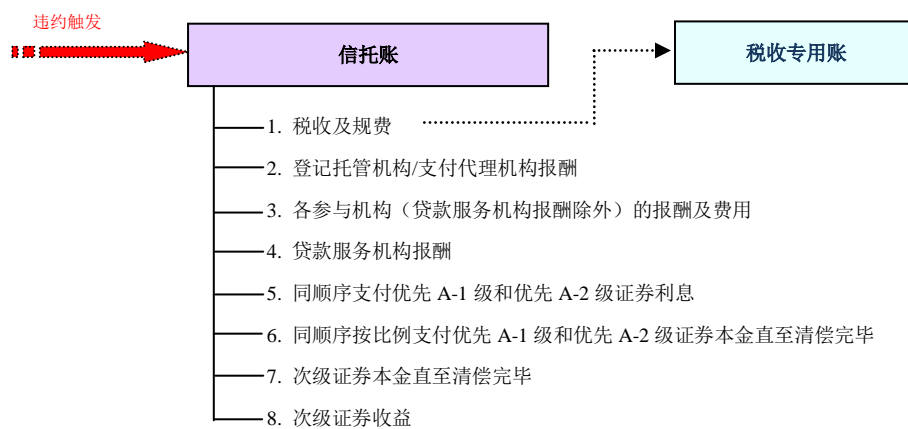 违约触发
信托账
税收专用账
1. 税收及规费
2. 登记托管机构/支付代理机构报酬
3. 各参与机构（贷款服务机构报酬除外）的报酬及费用
4. 贷款服务机构报酬
5. 同顺序支付优先 A-1 级和优先 A-2 级证券利息
6. 同顺序按比例支付优先 A-1 级和优先 A-2 级证券本金直至清偿完毕
7. 次级证券本金直至清偿完毕
8. 次级证券收益